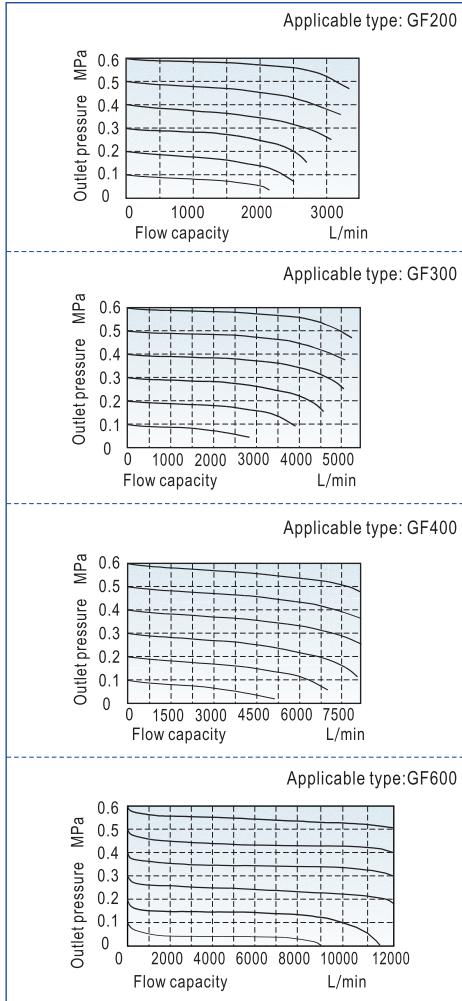 Applicable type: GF200
Outlet pressure MPa
0.6
0.5
0.4
0.3
0.2
0.1
0
0 1000 2000 3000
Flow capacity L/min
Applicable type: GF300
Outlet pressure MPa
0.6
0.5
0.4
0.3
0.2
0.1
0
0 1000 2000 3000 4000 5000
Flow capacity L/min
Applicable type: GF400
Outlet pressure MPa
0.6
0.5
0.4
0.3
0.2
0.1
0
0 1500 3000 4500 6000 7500
Flow capacity L/min
Applicable type:GF600
Outlet pressure MPa
0.6
0.5
0.4
0.3
0.2
0.1
0
0 2000 4000 6000 8000 10000 12000
Flow capacity L/min